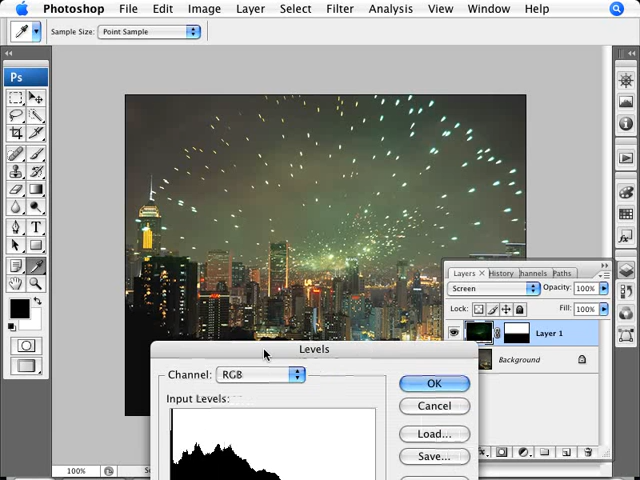 Photoshop File Edit Image Layer Select Filter Analysis View Window Help
Sample Size: Point Sample
Ps
Layers × History hannels Paths
Screen Opacity: 100%
Lock: Fill: 100%
Layer 1
Background
Levels
Channel: RGB
OK
Input Levels:
Cancel
Load...
Save...
100%